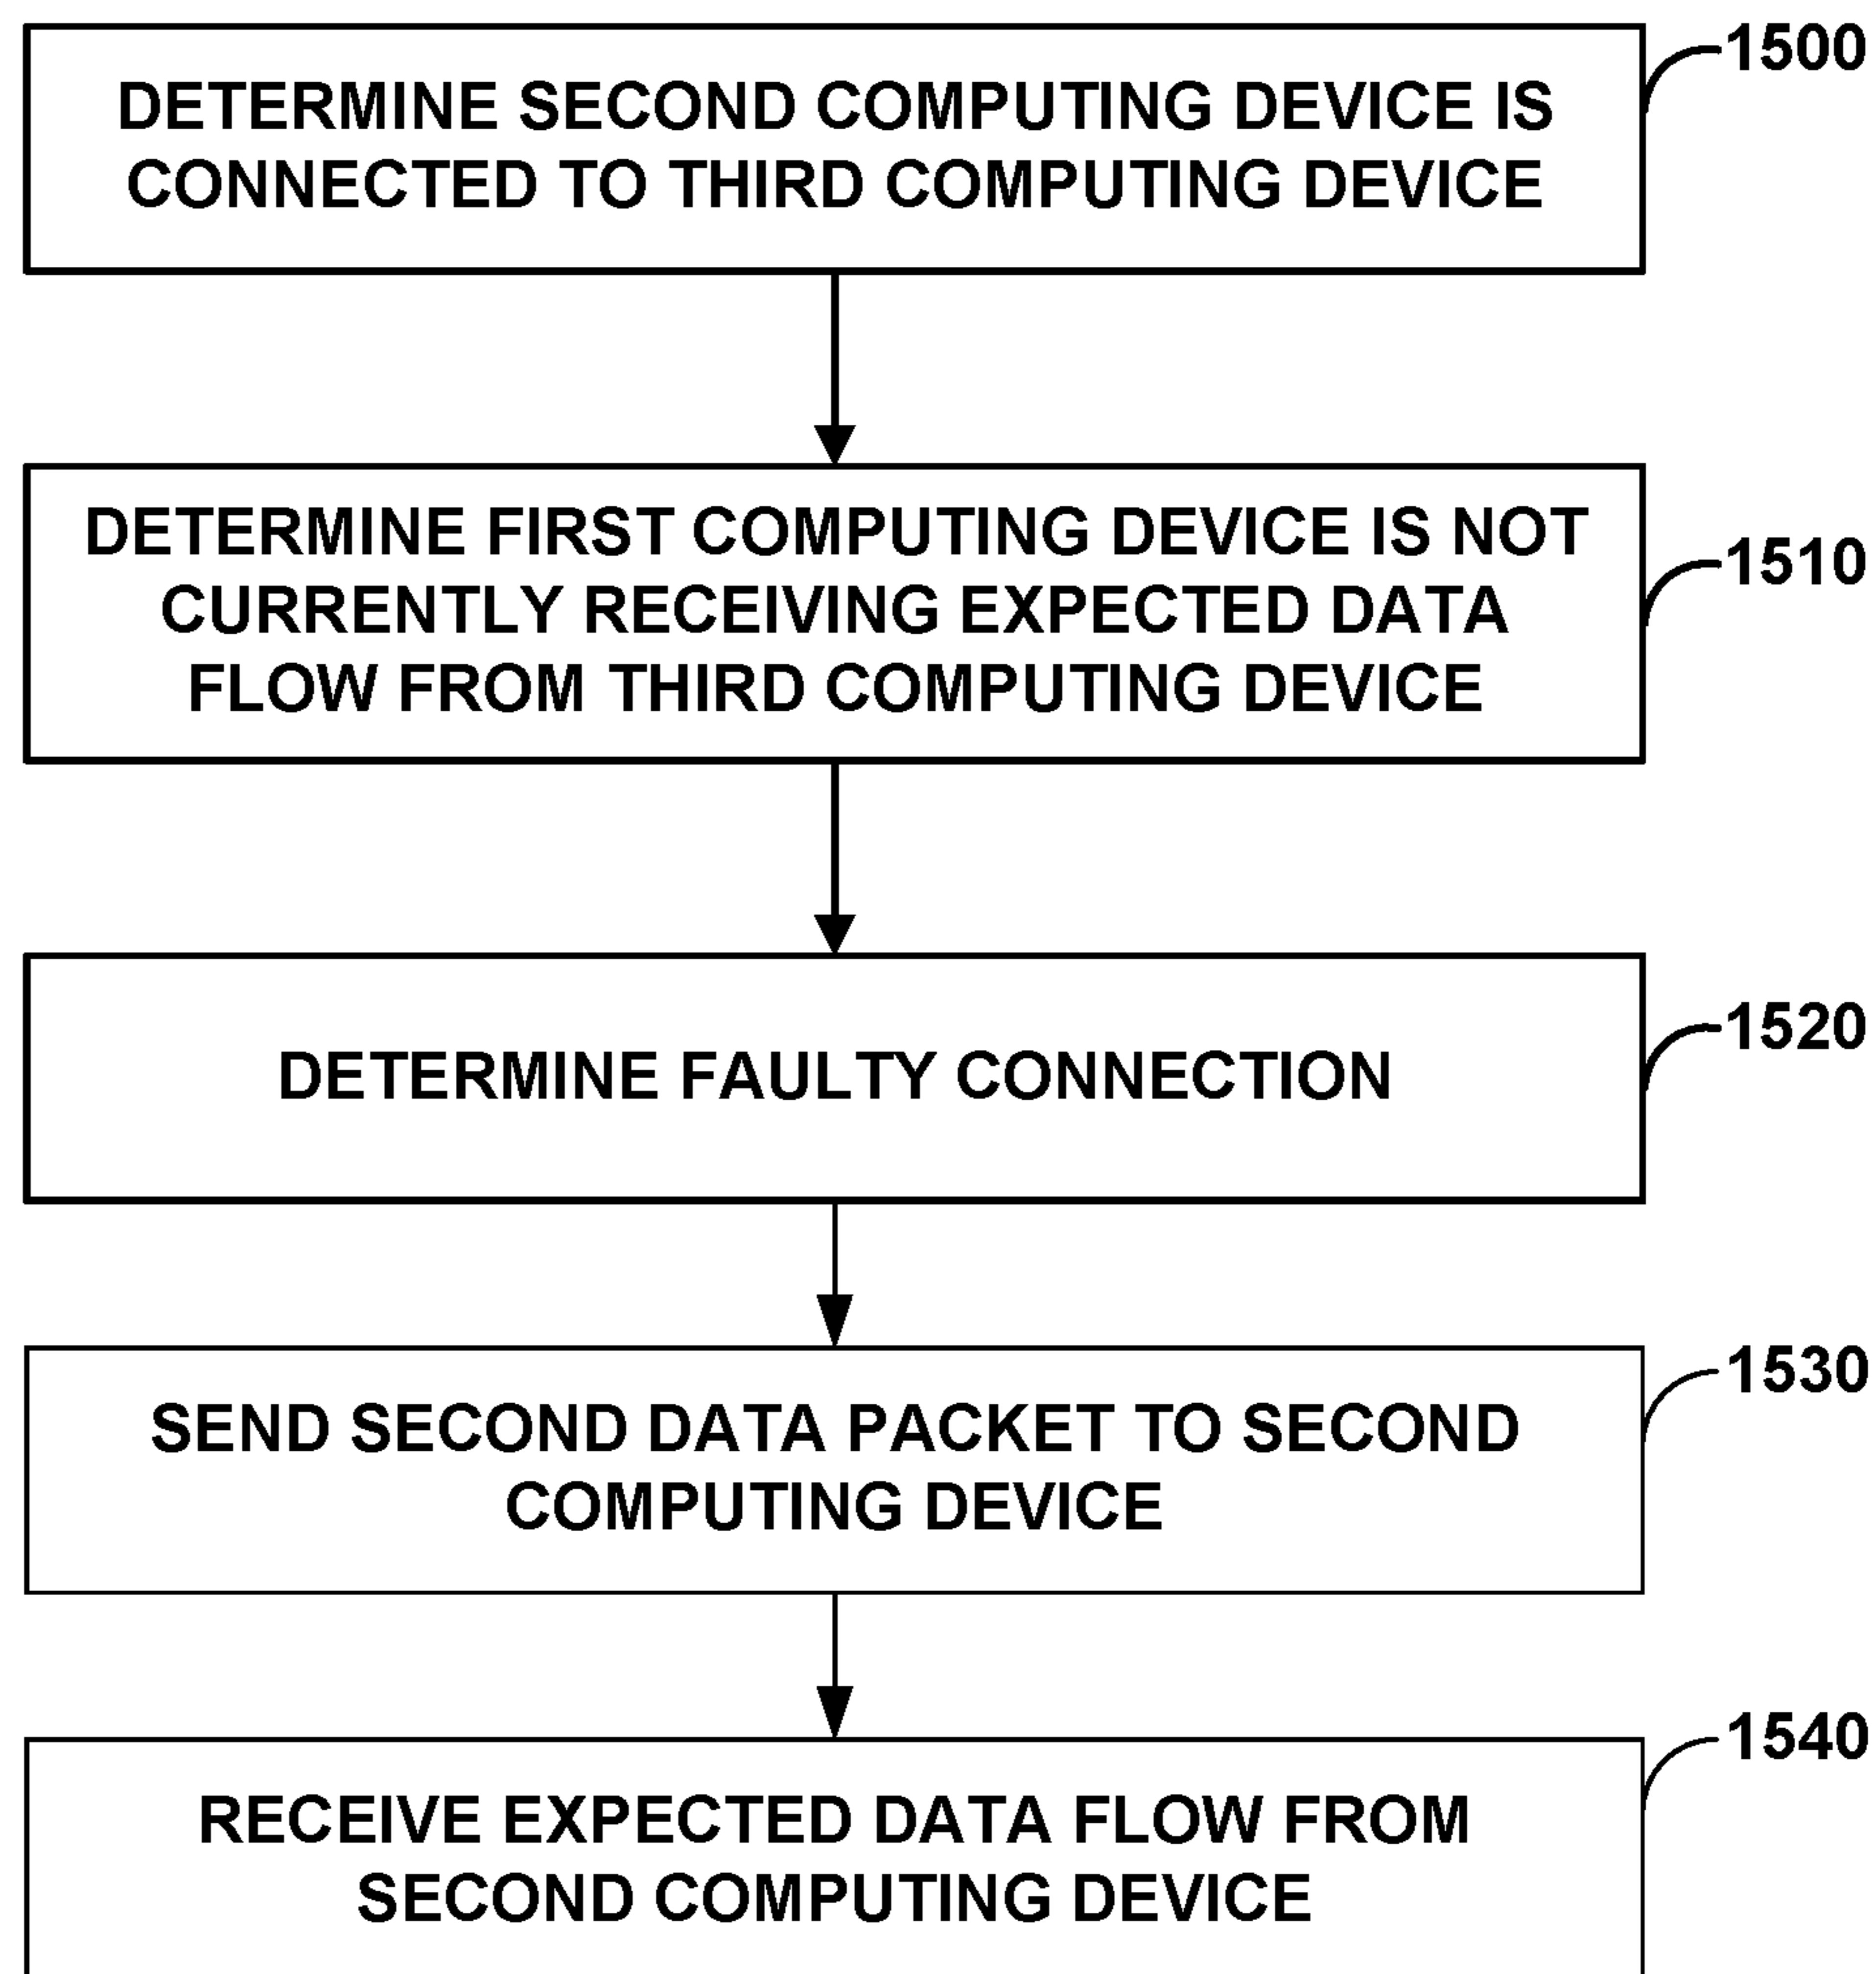 1500
DETERMINE SECOND COMPUTING DEVICE IS
CONNECTED TO THIRD COMPUTING DEVICE
1510
DETERMINE FIRST COMPUTING DEVICE IS NOT
CURRENTLY RECEIVING EXPECTED DATA
FLOW FROM THIRD COMPUTING DEVICE
1520
DETERMINE FAULTY CONNECTION
1530
SEND SECOND DATA PACKET TO SECOND
COMPUTING DEVICE
1540
RECEIVE EXPECTED DATA FLOW FROM
SECOND COMPUTING DEVICE